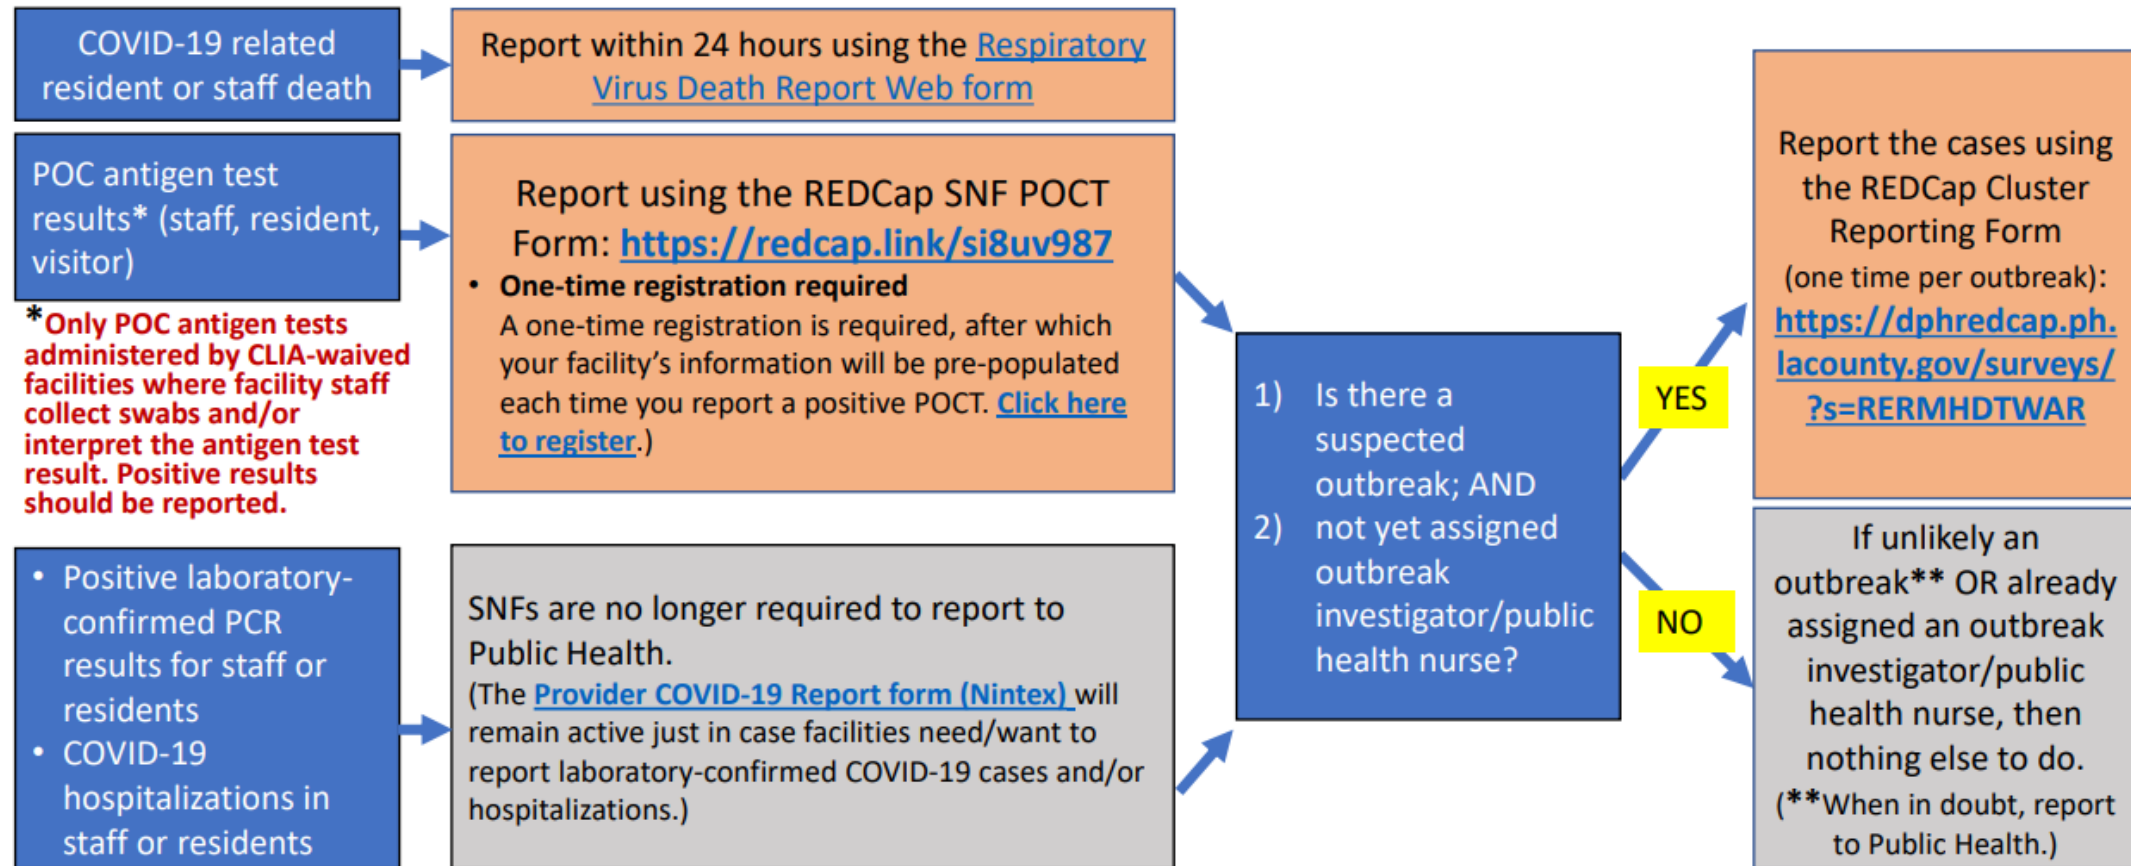 COVID-19 related
resident or staff death
Report within 24 hours using the Respiratory
Virus Death Report Web form
POC antigen test
results* (staff, resident,
visitor)
*Only POC antigen tests
administered by CLIA-waived
facilities where facility staff
collect swabs and/or
interpret the antigen test
result. Positive results
should be reported.
Report using the REDCap SNF POCT
Form: https://redcap.link/si8uv987
• One-time registration required
A one-time registration is required, after which
your facility’s information will be pre-populated
each time you report a positive POCT. Click here
to register.)
• Positive laboratory-
confirmed PCR
results for staff or
residents
• COVID-19
hospitalizations in
staff or residents
SNFs are no longer required to report to
Public Health.
(The Provider COVID-19 Report form (Nintex) will
remain active just in case facilities need/want to
report laboratory-confirmed COVID-19 cases and/or
hospitalizations.)
1) Is there a
suspected
outbreak; AND
2) not yet assigned
outbreak
investigator/public
health nurse?
YES
NO
Report the cases using
the REDCap Cluster
Reporting Form
(one time per outbreak):
https://dphredcap.ph.
lacounty.gov/surveys/
?s=RERMHDTWAR
If unlikely an
outbreak** OR already
assigned an outbreak
investigator/public
health nurse, then
nothing else to do.
(**When in doubt, report
to Public Health.)